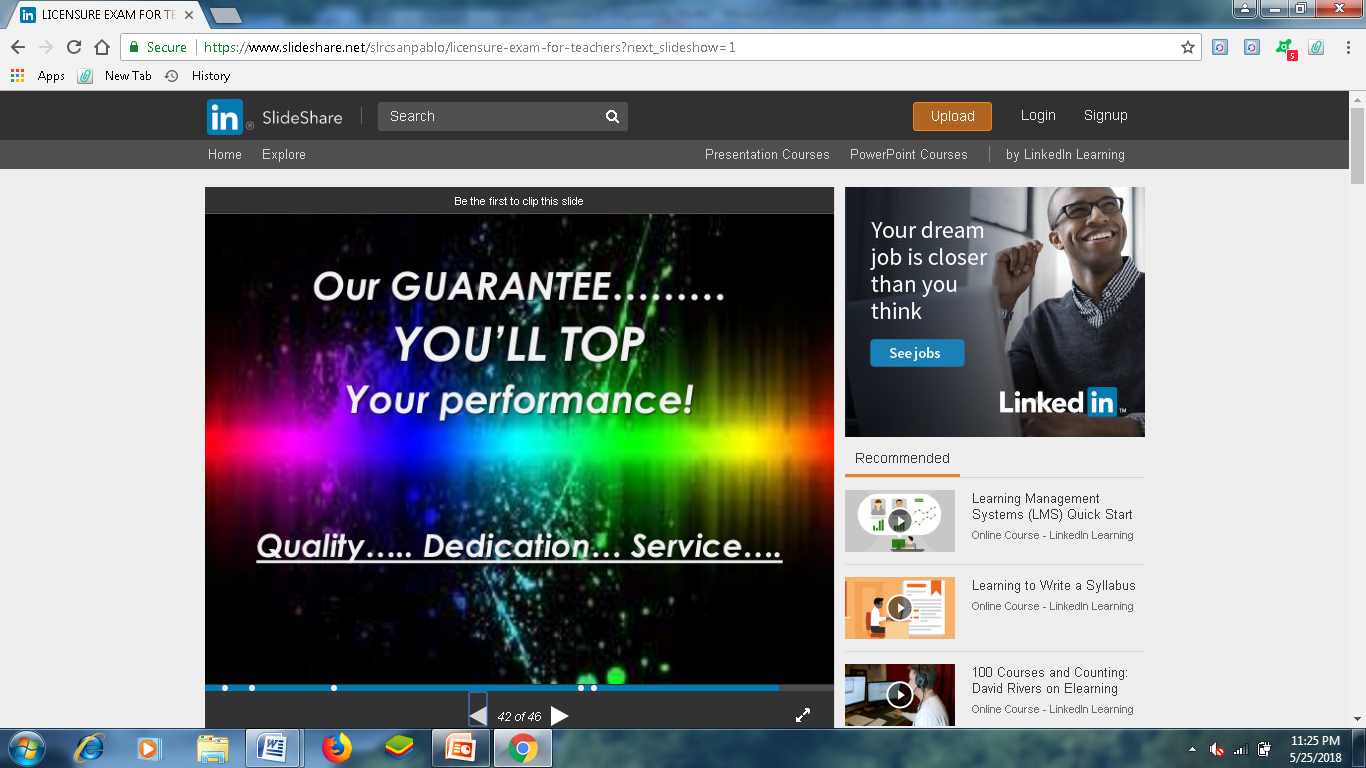 LICENSURE EXAM FOR TE
Secure
https://www.slideshare.net/slrcsanpablo/licensure-exam-for-teachers?next_slideshow=1
5
Apps
New Tab
History
in® SlideShare
Search
Upload
Login
Signup
Home
Explore
Presentation Courses
PowerPoint Courses
by LinkedIn Learning
Be the first to clip this slide
Our GUARANTEE………
YOU’LL TOP
Your performance!
Quality….. Dedication… Service….
42 of 46
Your dream
job is closer
than you
think
See jobs
Linked in™
Recommended
Learning Management
Systems (LMS) Quick Start
Online Course - LinkedIn Learning
Learning to Write a Syllabus
Online Course - LinkedIn Learning
100 Courses and Counting:
David Rivers on Elearning
Online Course - LinkedIn Learning
11:25 PM
5/25/2018